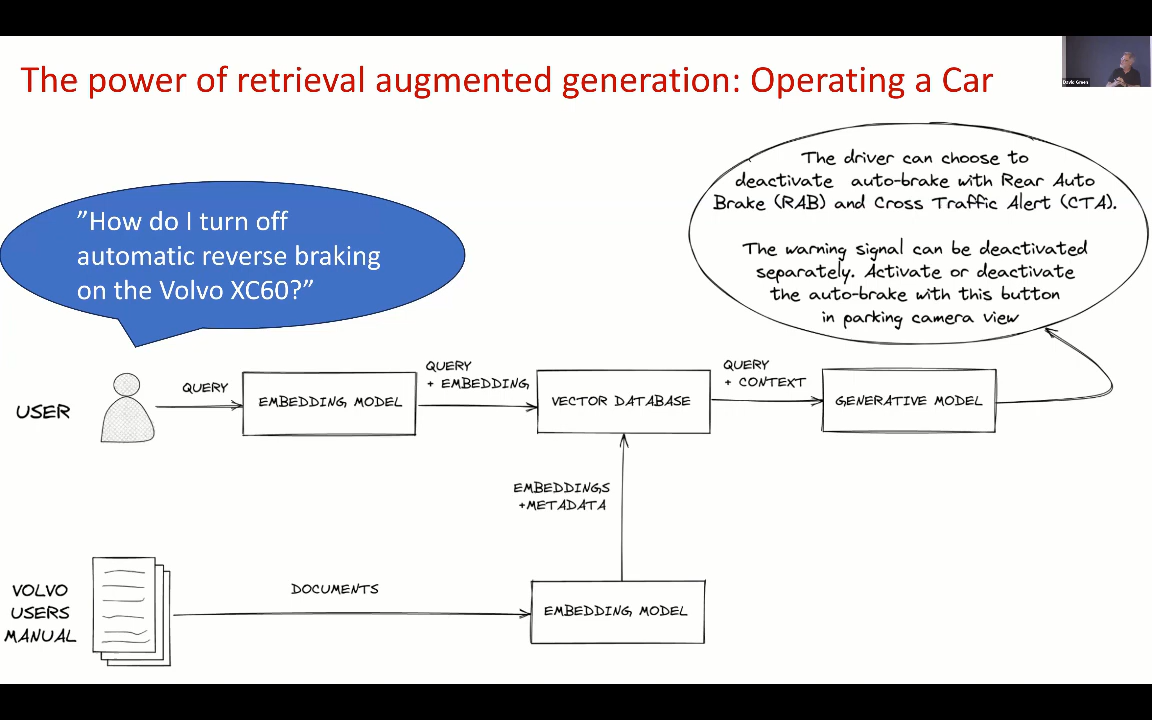 The power of retrieval augmented generation: Operating a Car
David Green
”How do I turn off
automatic reverse braking
on the Volvo XC60?”
The driver can choose to
deactivate auto-brake with Rear Auto
Brake (RAB) and Cross Traffic Alert (CTA).
The warning signal can be deactivated
separately. Activate or deactivate
the auto-brake with this button
in parking camera view
USER
QUERY
EMBEDDING MODEL
QUERY
+ EMBEDDING
VECTOR DATABASE
QUERY
+ CONTEXT
GENERATIVE MODEL
EMBEDDINGS
+METADATA
VOLVO
USERS
MANUAL
DOCUMENTS
EMBEDDING MODEL